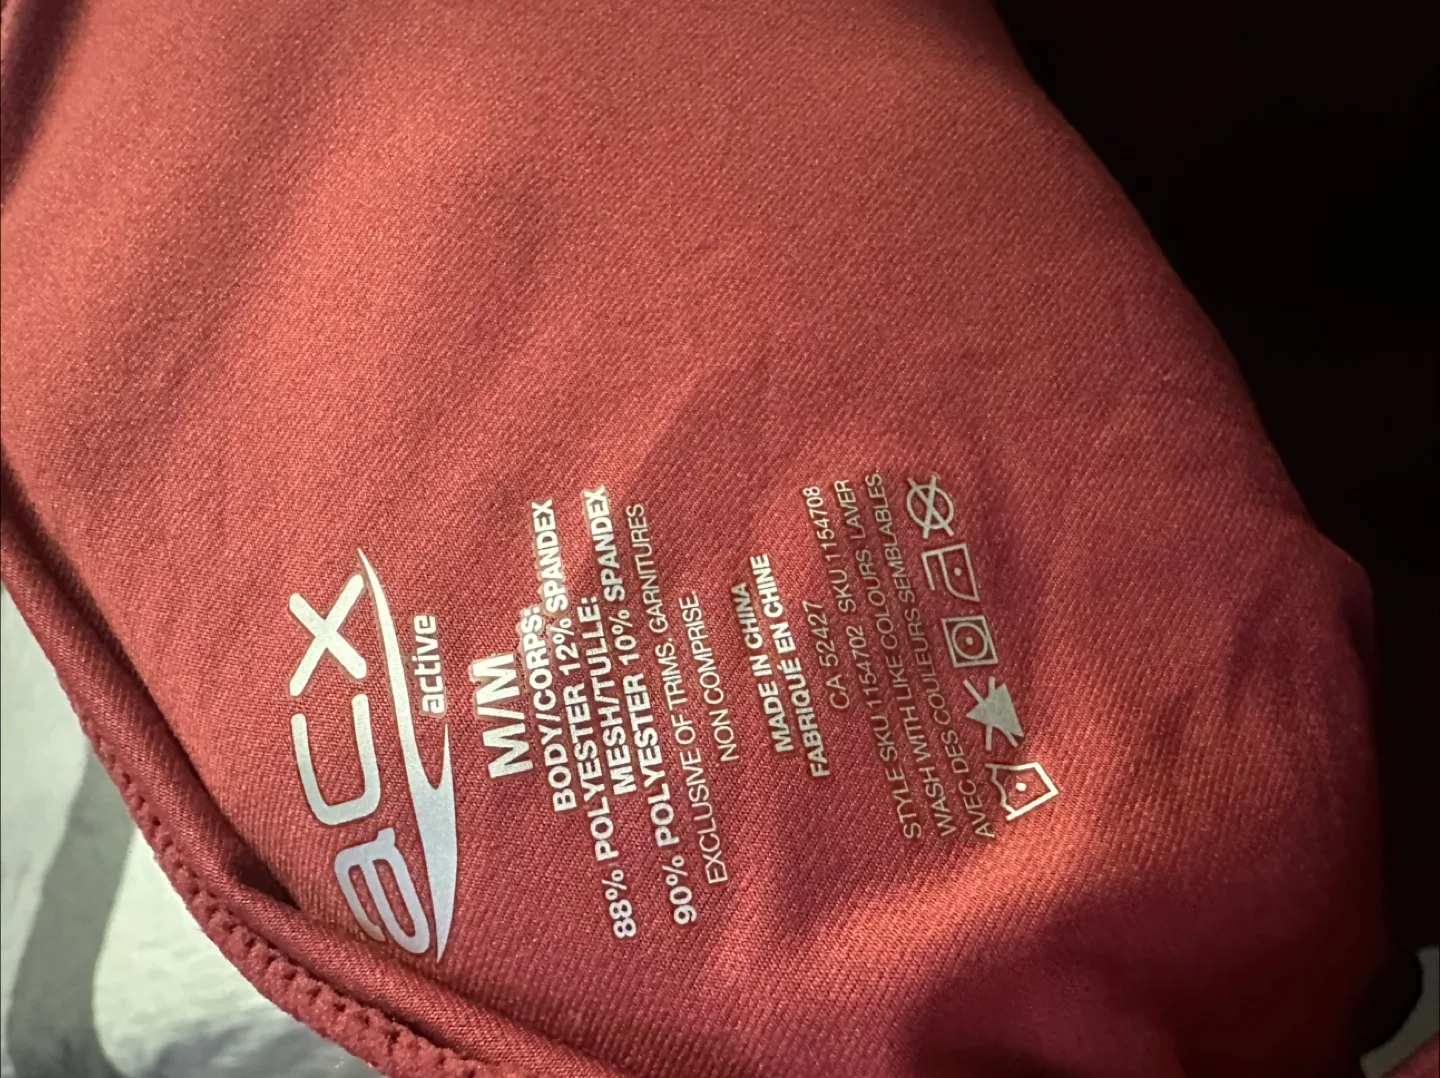 acx
active
M/M
BODY/CORPS:
88% POLYESTER 12% SPANDEX
MESH/TULLE:
90% POLYESTER 10% SPANDEX
EXCLUSIVE OF TRIMS. GARNITURES
NON COMPRISE.
MADE IN CHINA
FABRIQUÉ EN CHINE
CA 52427
STYLE SKU 1154702 SKU 1154708
WASH WITH LIKE COLOURS. LAVER
AVEC DES COULEURS SEMBLABLES.